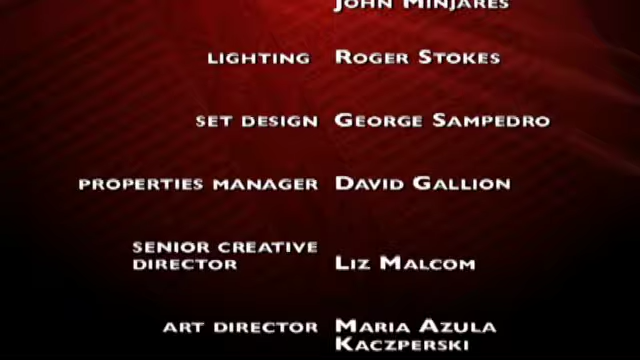 JOHN MINJARES
LIGHTING ROGER STOKES
SET DESIGN GEORGE SAMPEDRO
PROPERTIES MANAGER DAVID GALLION
SENIOR CREATIVE
DIRECTOR LIZ MALCOM
ART DIRECTOR MARIA AZULA
KACZPERSKI